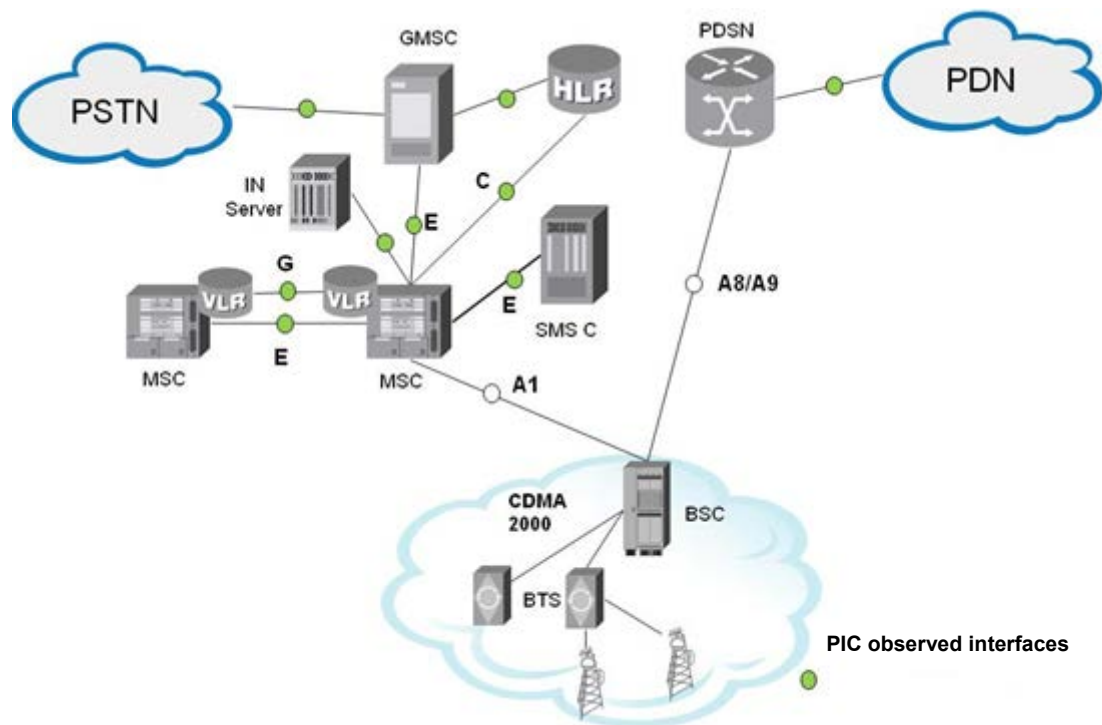 GMSC
PDSN
PSTN
HLR
PDN
IN
Server
C
E
G
VLR
VLR
E
SMS C
A8/A9
E
MSC
MSC
A1
CDMA
2000
BSC
BTS
PIC observed interfaces